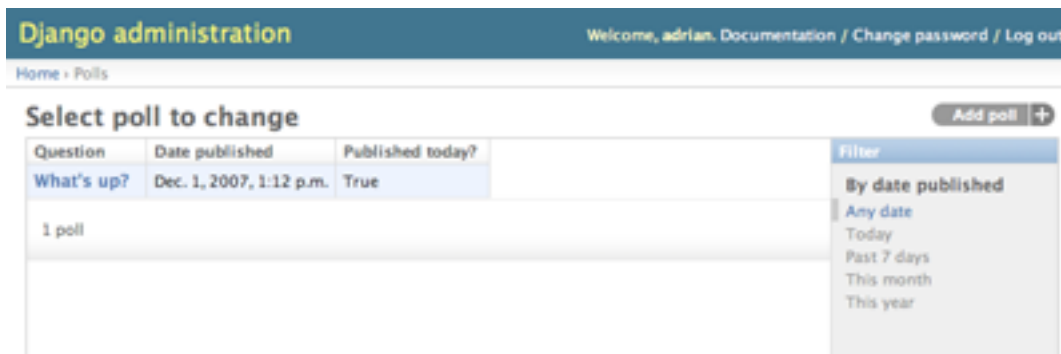 Django administration
Welcome, adrian. Documentation / Change password / Log out
Home › Polls
Select poll to change
Add poll +
Question Date published Published today?
What's up? Dec. 1, 2007, 1:12 p.m. True
1 poll
Filter
By date published
Any date
Today
Past 7 days
This month
This year